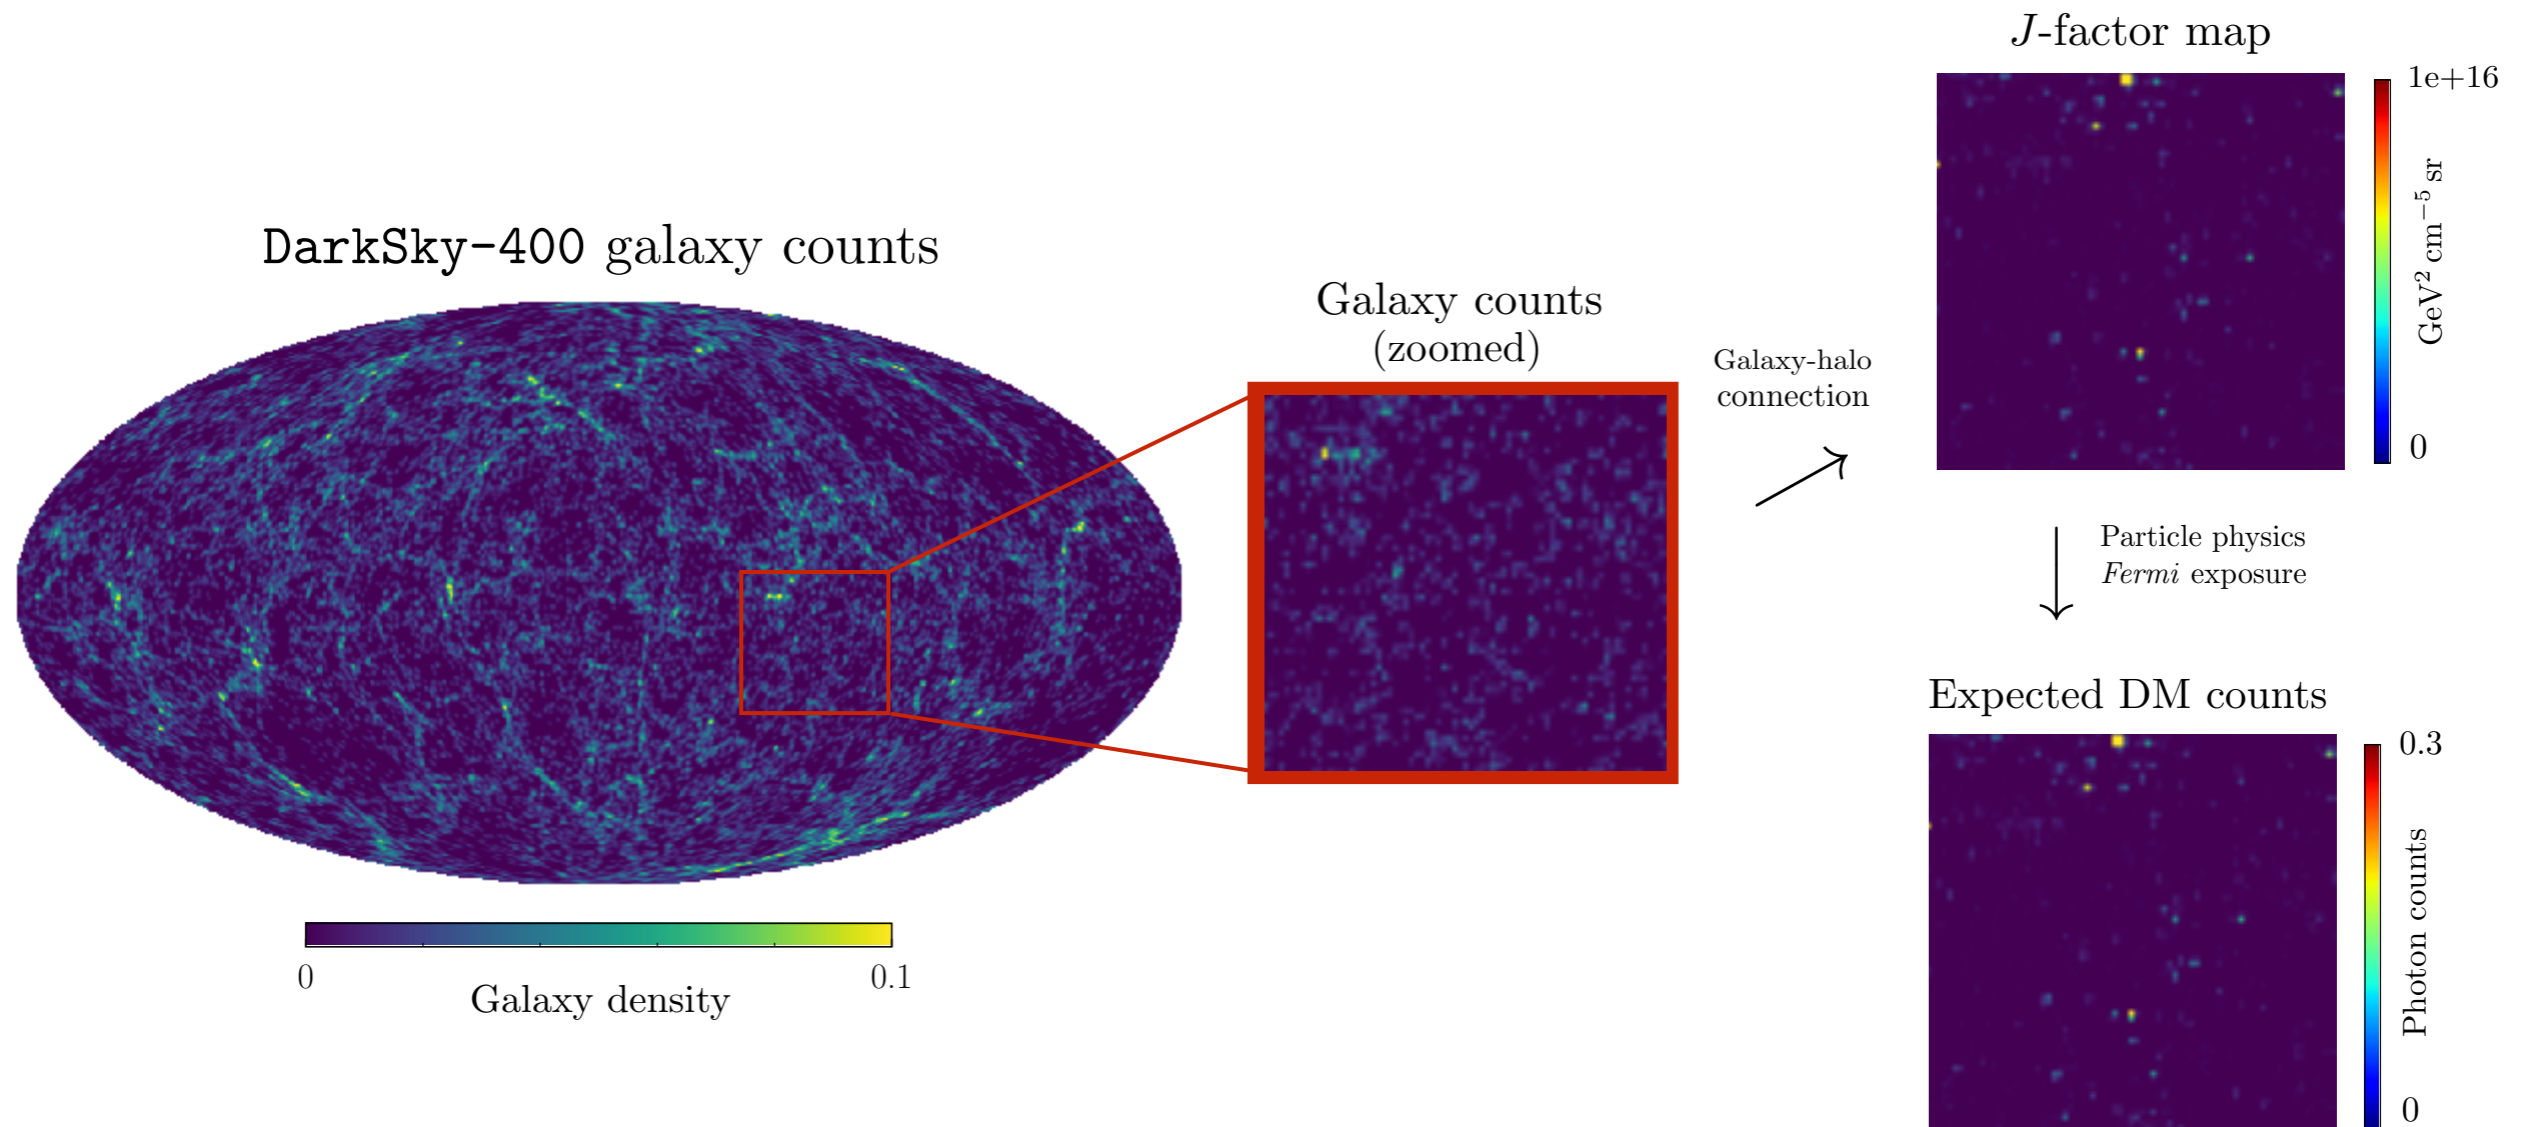 DarkSky-400 galaxy counts
0
0.1
Galaxy density
Galaxy counts
(zoomed)
Galaxy-halo
connection
J-factor map
1e+16
GeV² cm⁻⁵ sr
0
Particle physics
Fermi exposure
Expected DM counts
0.3
Photon counts
0